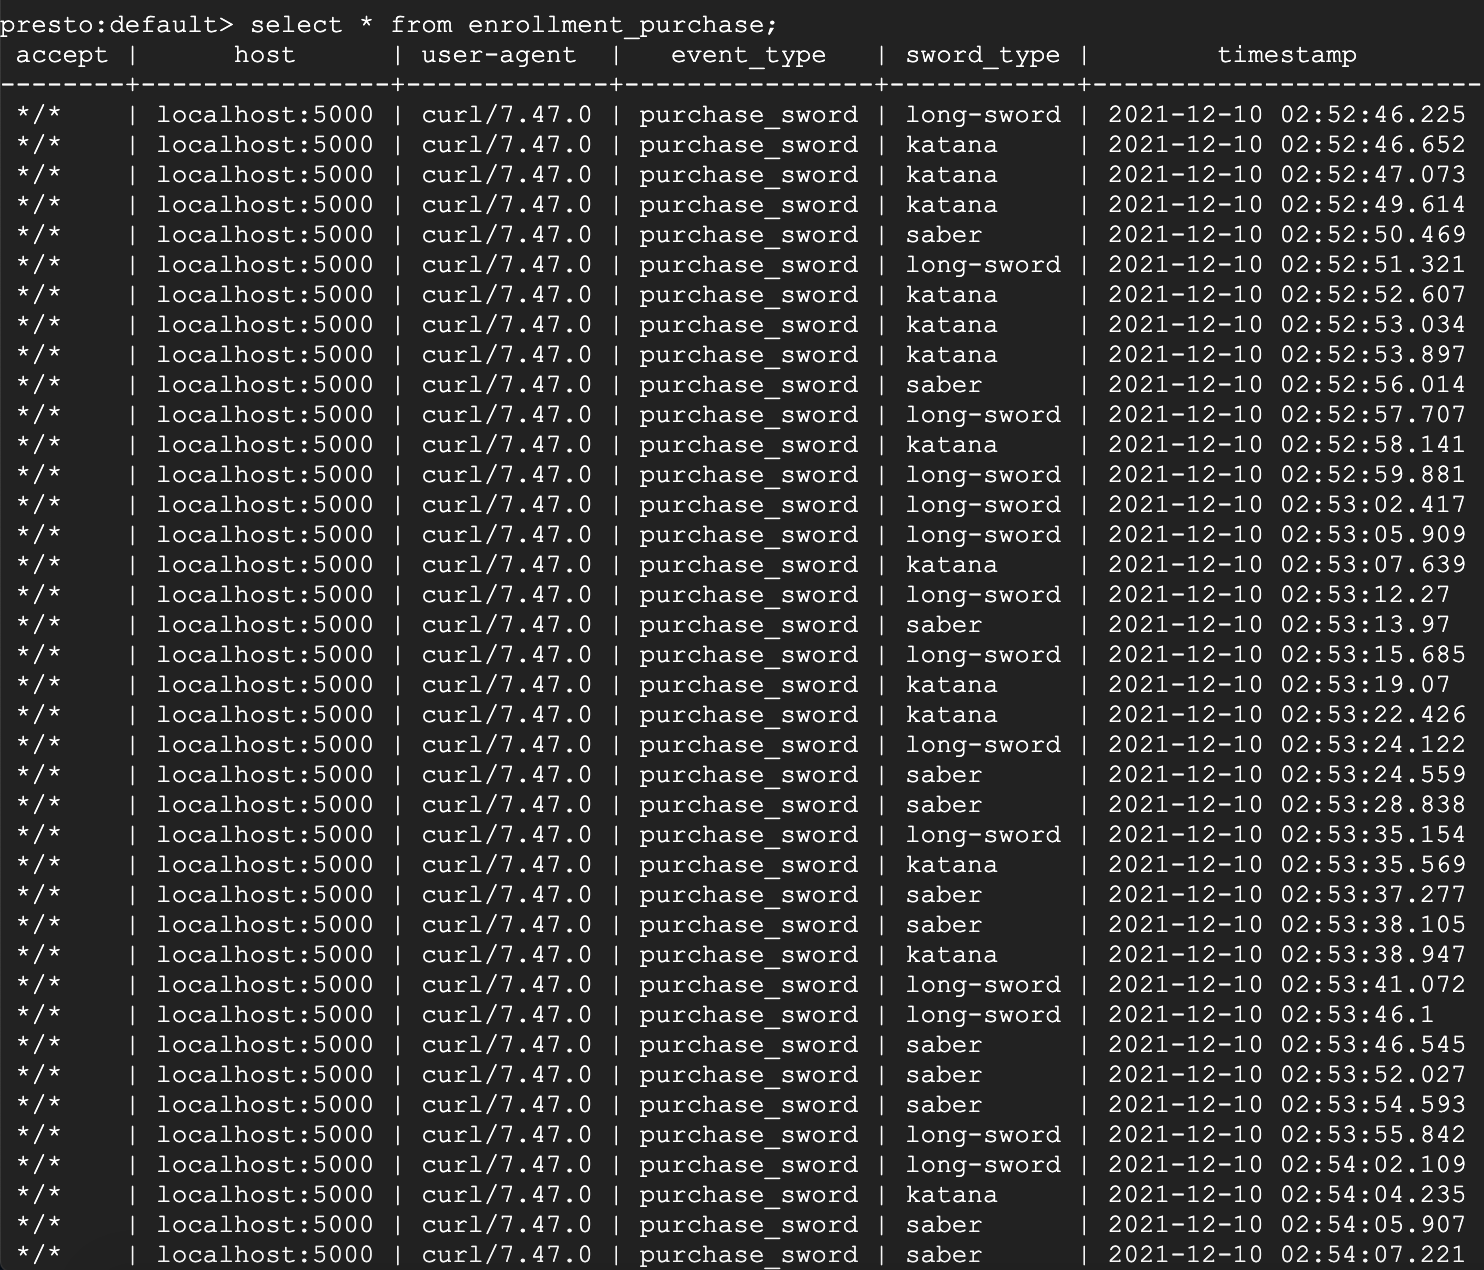 presto:default> select * from enrollment_purchase;
 accept |      host      | user-agent  |   event_type   | sword_type |        timestamp
--------+----------------+-------------+----------------+------------+-------------------------
 */*    | localhost:5000 | curl/7.47.0 | purchase_sword | long-sword | 2021-12-10 02:52:46.225
 */*    | localhost:5000 | curl/7.47.0 | purchase_sword | katana     | 2021-12-10 02:52:46.652
 */*    | localhost:5000 | curl/7.47.0 | purchase_sword | katana     | 2021-12-10 02:52:47.073
 */*    | localhost:5000 | curl/7.47.0 | purchase_sword | katana     | 2021-12-10 02:52:49.614
 */*    | localhost:5000 | curl/7.47.0 | purchase_sword | saber      | 2021-12-10 02:52:50.469
 */*    | localhost:5000 | curl/7.47.0 | purchase_sword | long-sword | 2021-12-10 02:52:51.321
 */*    | localhost:5000 | curl/7.47.0 | purchase_sword | katana     | 2021-12-10 02:52:52.607
 */*    | localhost:5000 | curl/7.47.0 | purchase_sword | katana     | 2021-12-10 02:52:53.034
 */*    | localhost:5000 | curl/7.47.0 | purchase_sword | katana     | 2021-12-10 02:52:53.897
 */*    | localhost:5000 | curl/7.47.0 | purchase_sword | saber      | 2021-12-10 02:52:56.014
 */*    | localhost:5000 | curl/7.47.0 | purchase_sword | long-sword | 2021-12-10 02:52:57.707
 */*    | localhost:5000 | curl/7.47.0 | purchase_sword | katana     | 2021-12-10 02:52:58.141
 */*    | localhost:5000 | curl/7.47.0 | purchase_sword | long-sword | 2021-12-10 02:52:59.881
 */*    | localhost:5000 | curl/7.47.0 | purchase_sword | long-sword | 2021-12-10 02:53:02.417
 */*    | localhost:5000 | curl/7.47.0 | purchase_sword | long-sword | 2021-12-10 02:53:05.909
 */*    | localhost:5000 | curl/7.47.0 | purchase_sword | katana     | 2021-12-10 02:53:07.639
 */*    | localhost:5000 | curl/7.47.0 | purchase_sword | long-sword | 2021-12-10 02:53:12.27
 */*    | localhost:5000 | curl/7.47.0 | purchase_sword | saber      | 2021-12-10 02:53:13.97
 */*    | localhost:5000 | curl/7.47.0 | purchase_sword | long-sword | 2021-12-10 02:53:15.685
 */*    | localhost:5000 | curl/7.47.0 | purchase_sword | katana     | 2021-12-10 02:53:19.07
 */*    | localhost:5000 | curl/7.47.0 | purchase_sword | katana     | 2021-12-10 02:53:22.426
 */*    | localhost:5000 | curl/7.47.0 | purchase_sword | long-sword | 2021-12-10 02:53:24.122
 */*    | localhost:5000 | curl/7.47.0 | purchase_sword | saber      | 2021-12-10 02:53:24.559
 */*    | localhost:5000 | curl/7.47.0 | purchase_sword | saber      | 2021-12-10 02:53:28.838
 */*    | localhost:5000 | curl/7.47.0 | purchase_sword | long-sword | 2021-12-10 02:53:35.154
 */*    | localhost:5000 | curl/7.47.0 | purchase_sword | katana     | 2021-12-10 02:53:35.569
 */*    | localhost:5000 | curl/7.47.0 | purchase_sword | saber      | 2021-12-10 02:53:37.277
 */*    | localhost:5000 | curl/7.47.0 | purchase_sword | saber      | 2021-12-10 02:53:38.105
 */*    | localhost:5000 | curl/7.47.0 | purchase_sword | katana     | 2021-12-10 02:53:38.947
 */*    | localhost:5000 | curl/7.47.0 | purchase_sword | long-sword | 2021-12-10 02:53:41.072
 */*    | localhost:5000 | curl/7.47.0 | purchase_sword | long-sword | 2021-12-10 02:53:46.1
 */*    | localhost:5000 | curl/7.47.0 | purchase_sword | saber      | 2021-12-10 02:53:46.545
 */*    | localhost:5000 | curl/7.47.0 | purchase_sword | saber      | 2021-12-10 02:53:52.027
 */*    | localhost:5000 | curl/7.47.0 | purchase_sword | saber      | 2021-12-10 02:53:54.593
 */*    | localhost:5000 | curl/7.47.0 | purchase_sword | long-sword | 2021-12-10 02:53:55.842
 */*    | localhost:5000 | curl/7.47.0 | purchase_sword | long-sword | 2021-12-10 02:54:02.109
 */*    | localhost:5000 | curl/7.47.0 | purchase_sword | katana     | 2021-12-10 02:54:04.235
 */*    | localhost:5000 | curl/7.47.0 | purchase_sword | saber      | 2021-12-10 02:54:05.907
 */*    | localhost:5000 | curl/7.47.0 | purchase_sword | saber      | 2021-12-10 02:54:07.221